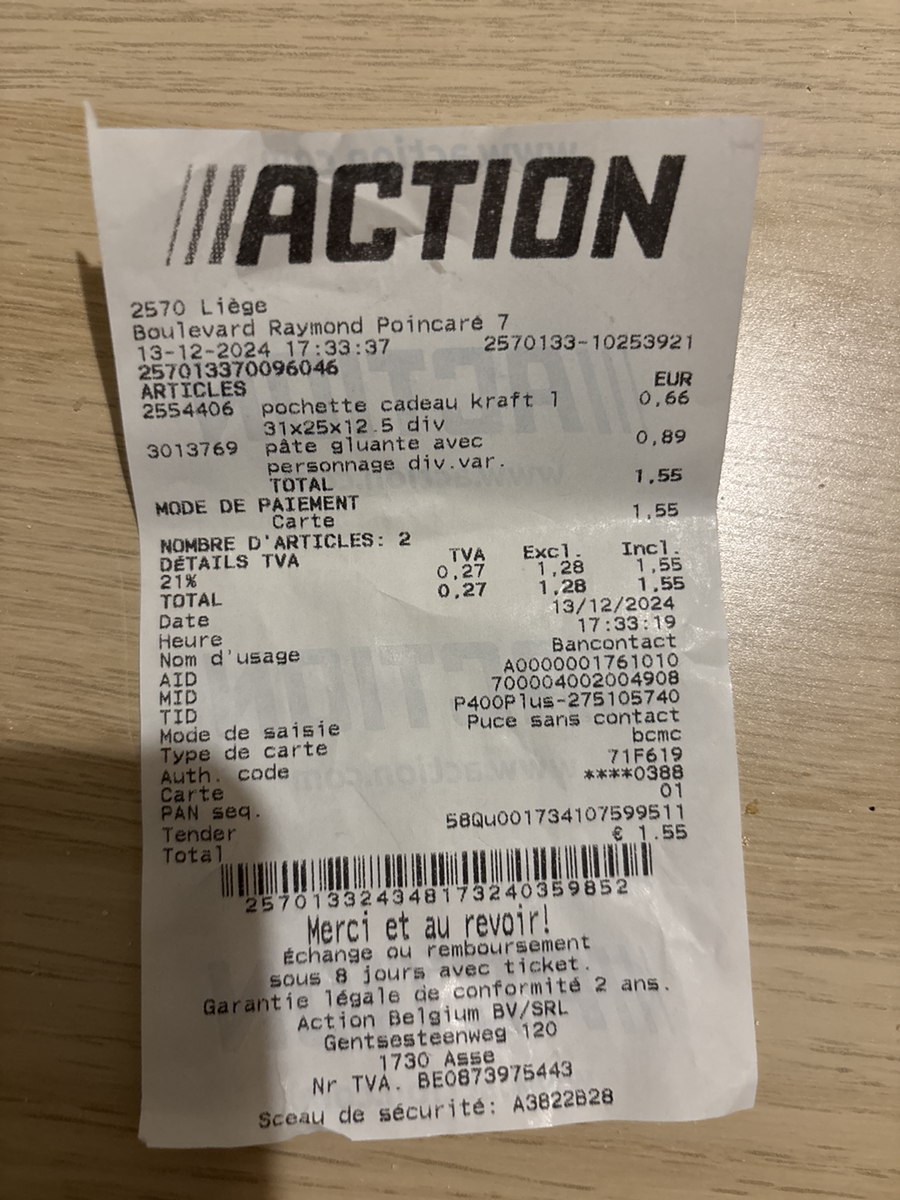 ACTION
2570 Liège
Boulevard Raymond Poincaré 7
13-12-2024 17:33:37 2570133-10253921
257013370096046
ARTICLES EUR
2554406 pochette cadeau kraft 1 0,66
31x25x12.5 div
3013769 pâte gluante avec 0,89
personnage div.var.
TOTAL 1,55
MODE DE PAIEMENT
Carte 1,55
NOMBRE D'ARTICLES: 2
DÉTAILS TVA TVA Excl. Incl.
21% 0,27 1,28 1,55
TOTAL 0,27 1,28 1,55
Date 13/12/2024
Heure 17:33:19
Nom d'usage Bancontact
AID A0000001761010
MID 700004002004908
TID P400Plus-275105740
Mode de saisie Puce sans contact
Type de carte bcmc
Auth. code 71F619
Carte ****0388
PAN seq. 01
Tender 58Qu001734107599511
Total € 1.55
257013324348173240359852
Merci et au revoir!
Échange ou remboursement
sous 8 jours avec ticket.
Garantie légale de conformité 2 ans.
Action Belgium BV/SRL
Gentsesteenweg 120
1730 Asse
Nr TVA. BE0873975443
Sceau de sécurité: A3822B28